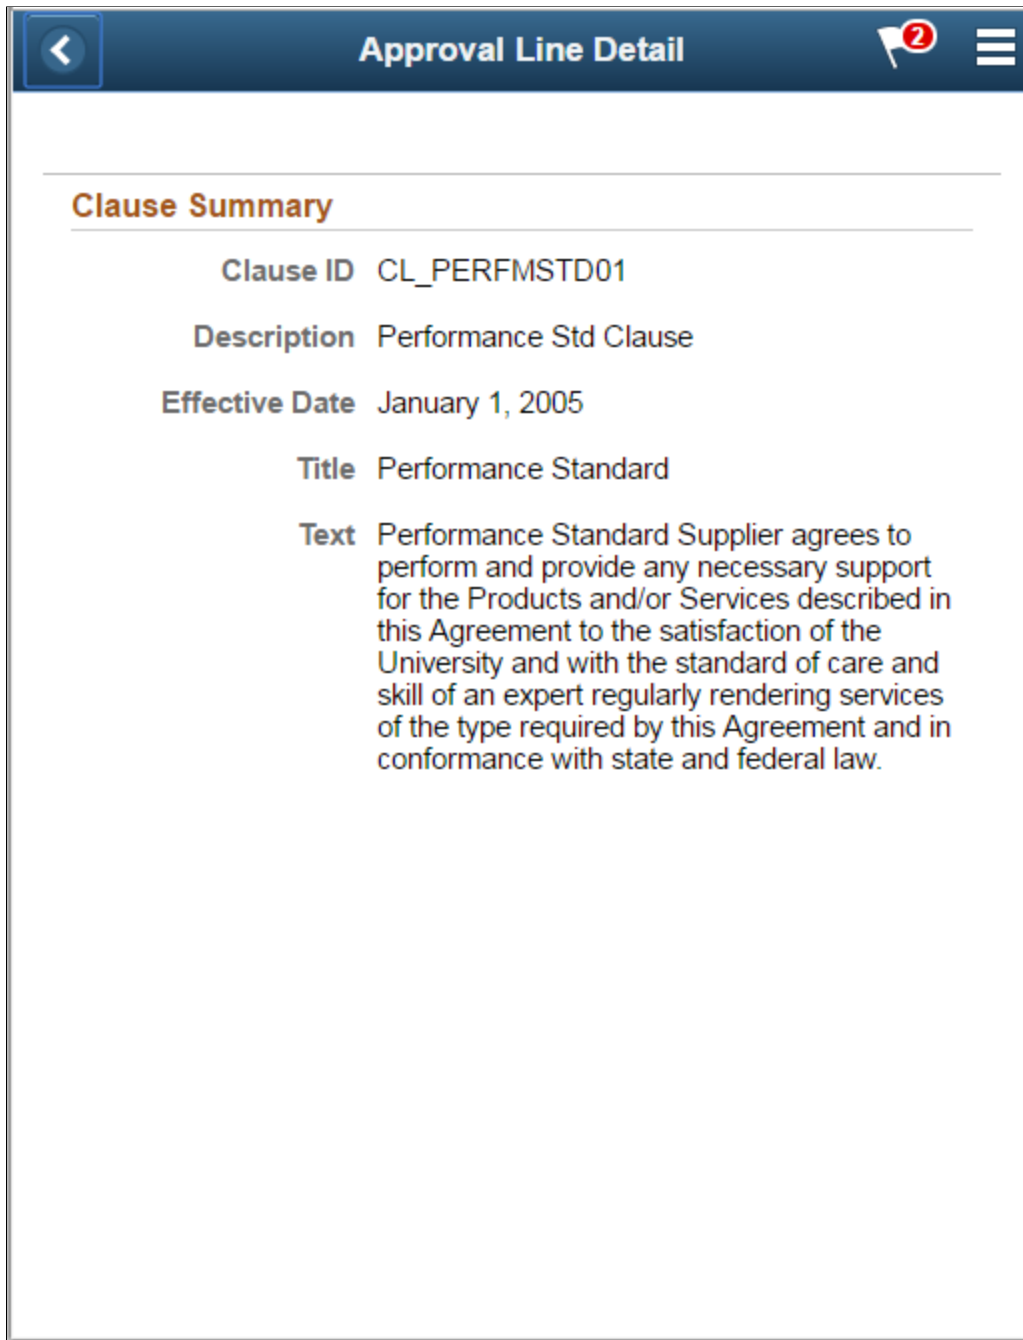 Approval Line Detail
2
Clause Summary
Clause ID CL_PERFMSTD01
Description Performance Std Clause
Effective Date January 1, 2005
Title Performance Standard
Text Performance Standard Supplier agrees to
perform and provide any necessary support
for the Products and/or Services described in
this Agreement to the satisfaction of the
University and with the standard of care and
skill of an expert regularly rendering services
of the type required by this Agreement and in
conformance with state and federal law.